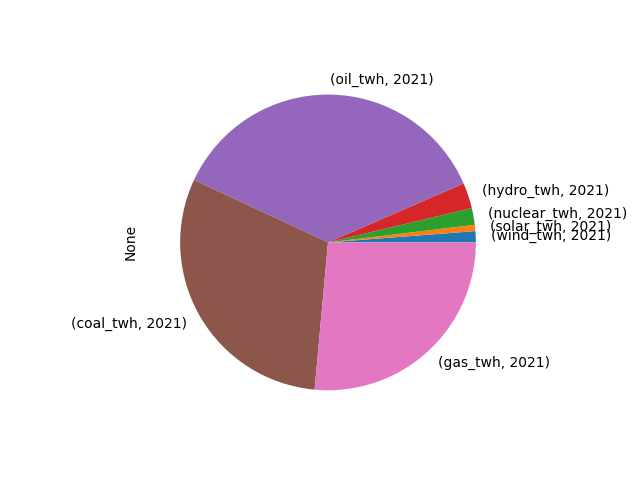 (oil_twh, 2021)
(hydro_twh, 2021)
(nuclear_twh, 2021)
(solar_twh, 2021)
(wind_twh, 2021)
None
(coal_twh, 2021)
(gas_twh, 2021)